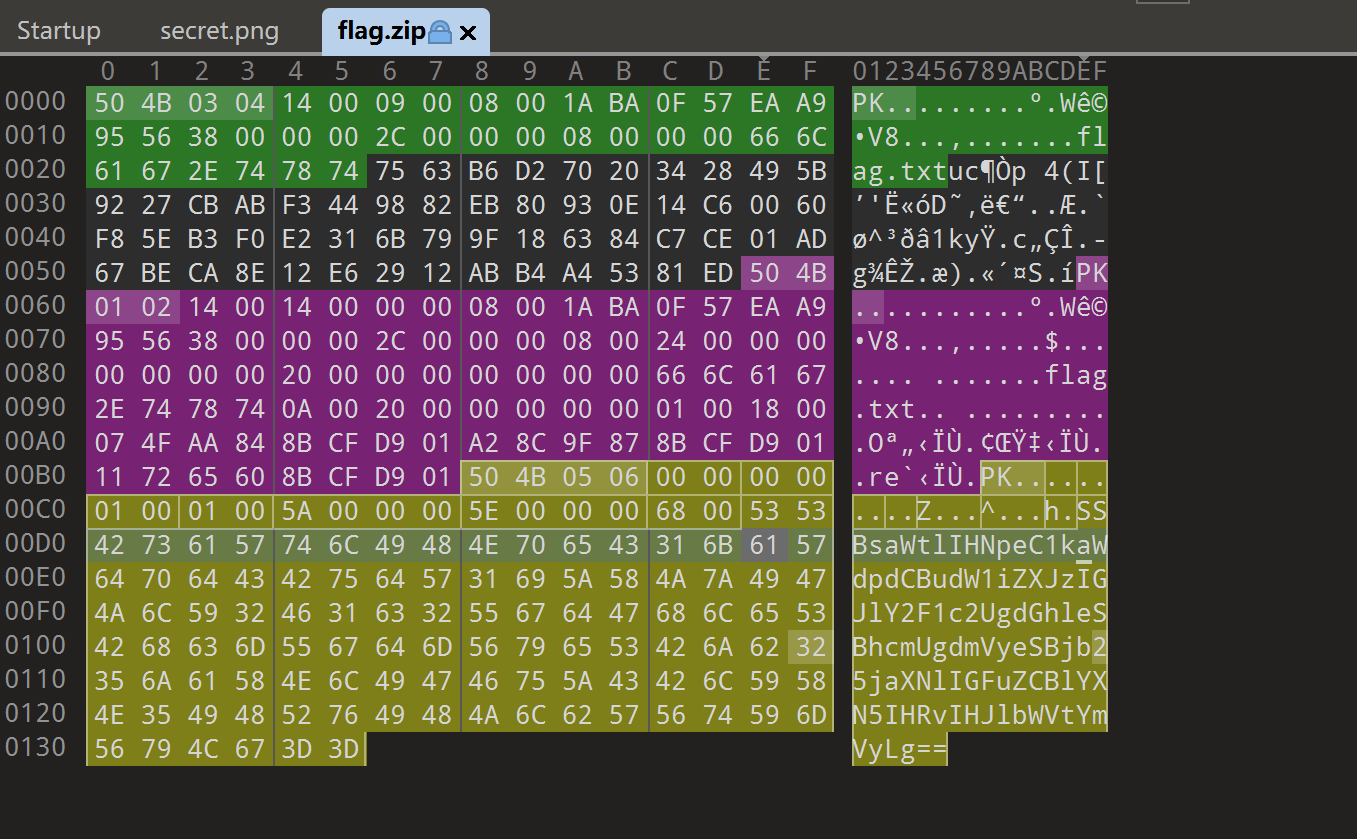 Startup secret.png flag.zip
0 1 2 3 4 5 6 7 8 9 A B C D E F 0123456789ABCDEF
0000 50 4B 03 04 14 00 09 00 08 00 1A BA 0F 57 EA A9 PK.........º.Wê©
0010 95 56 38 00 00 00 2C 00 00 00 08 00 00 00 66 6C •V8...,.......fl
0020 61 67 2E 74 78 74 75 63 B6 D2 70 20 34 28 49 5B ag.txtuc¶Òp 4(I[
0030 92 27 CB AB F3 44 98 82 EB 80 93 0E 14 C6 00 60 ’'Ë«óD˜‚ë€“..Æ.`
0040 F8 5E B3 F0 E2 31 6B 79 9F 18 63 84 C7 CE 01 AD ø^³ðâ1kyŸ.c„ÇÎ.-
0050 67 BE CA 8E 12 E6 29 12 AB B4 A4 53 81 ED 50 4B g¾ÊŽ.æ).«´¤S.íPK
0060 01 02 14 00 14 00 00 00 08 00 1A BA 0F 57 EA A9 ...........º.Wê©
0070 95 56 38 00 00 00 2C 00 00 00 08 00 24 00 00 00 •V8...,.....$...
0080 00 00 00 00 20 00 00 00 00 00 00 00 66 6C 61 67 .... .......flag
0090 2E 74 78 74 0A 00 20 00 00 00 00 00 01 00 18 00 .txt.. .........
00A0 07 4F AA 84 8B CF D9 01 A2 8C 9F 87 8B CF D9 01 .Oª„‹ÏÙ.¢ŒŸ‡‹ÏÙ.
00B0 11 72 65 60 8B CF D9 01 50 4B 05 06 00 00 00 00 .re`‹ÏÙ.PK......
00C0 01 00 01 00 5A 00 00 00 5E 00 00 00 68 00 53 53 ....Z...^...h.SS
00D0 42 73 61 57 74 6C 49 48 4E 70 65 43 31 6B 61 57 BsaWtlIHNpeC1kaW
00E0 64 70 64 43 42 75 64 57 31 69 5A 58 4A 7A 49 47 dpdCBudW1iZXJzIG
00F0 4A 6C 59 32 46 31 63 32 55 67 64 47 68 6C 65 53 JlY2F1c2UgdGhleS
0100 42 68 63 6D 55 67 64 6D 56 79 65 53 42 6A 62 32 BhcmUgdmVyeSBjb2
0110 35 6A 61 58 4E 6C 49 47 46 75 5A 43 42 6C 59 58 5jaXNlIGFuZCBlYX
0120 4E 35 49 48 52 76 49 48 4A 6C 62 57 56 74 59 6D N5IHRvIHJlbWVtYm
0130 56 79 4C 67 3D 3D VyLg==